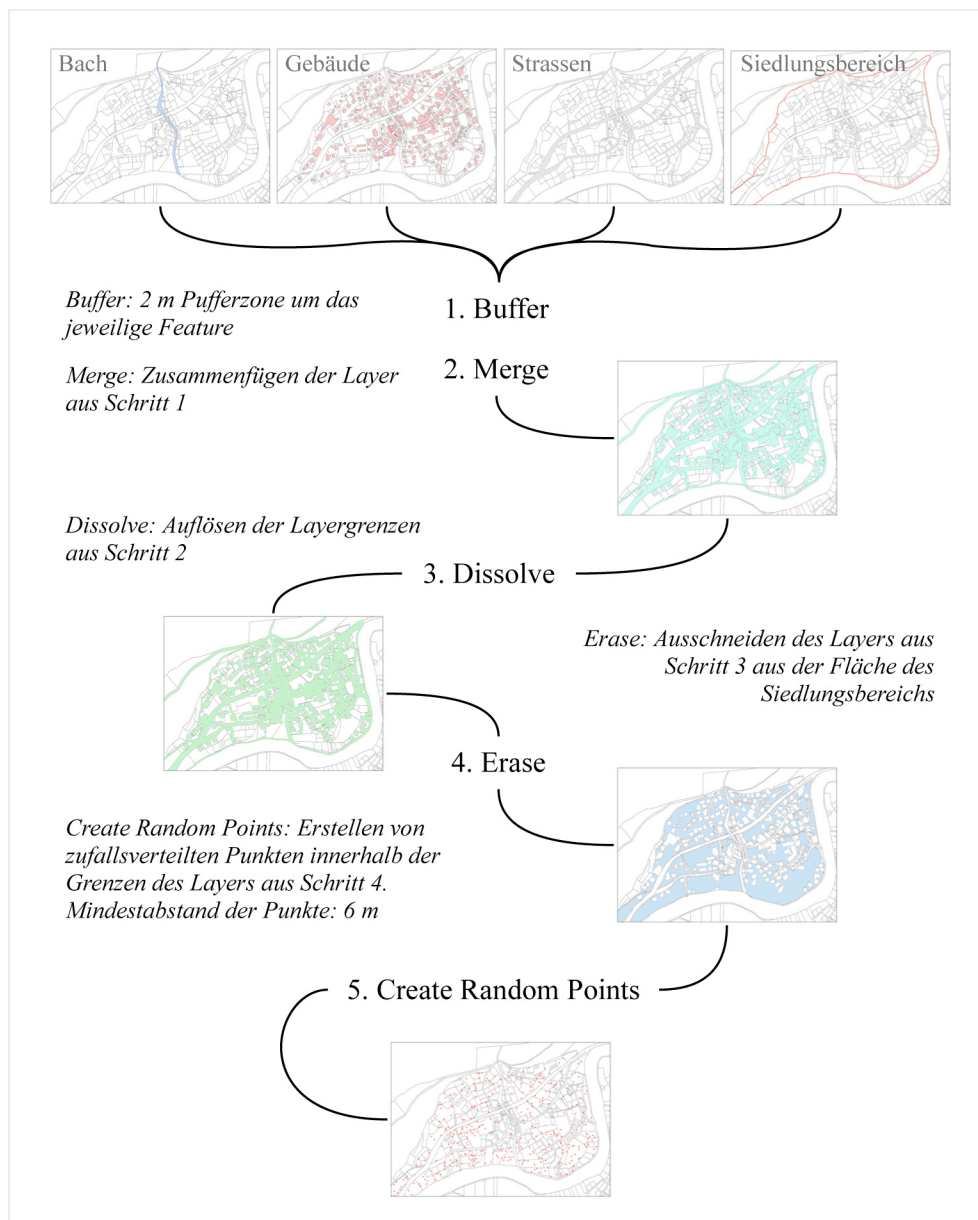 Bach
Gebäude
Strassen
Siedlungsbereich
Buffer: 2 m Pufferzone um das
jeweilige Feature
1. Buffer
Merge: Zusammenfügen der Layer
aus Schritt 1
2. Merge
Dissolve: Auflösen der Layergrenzen
aus Schritt 2
3. Dissolve
Erase: Ausschneiden des Layers aus
Schritt 3 aus der Fläche des
Siedlungsbereichs
4. Erase
Create Random Points: Erstellen von
zufallsverteilten Punkten innerhalb der
Grenzen des Layers aus Schritt 4.
Mindestabstand der Punkte: 6 m
5. Create Random Points